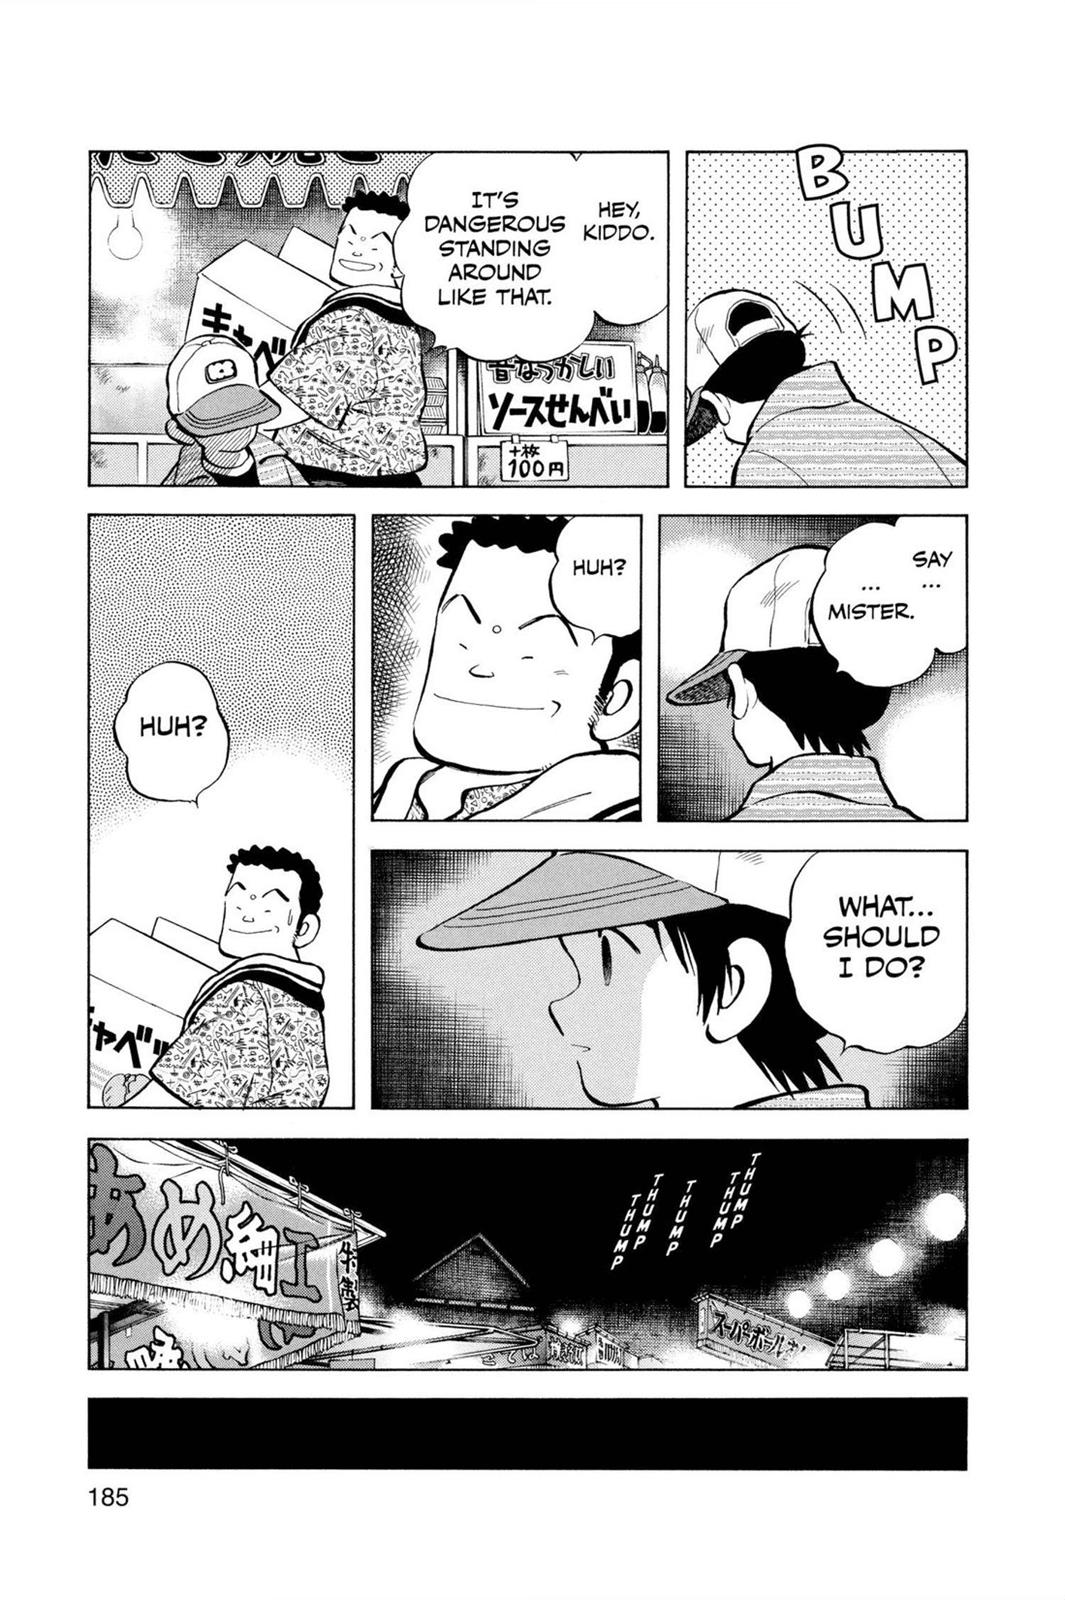 BUMP
HEY,
KIDDO.
IT'S
DANGEROUS
STANDING
AROUND
LIKE THAT.
キャベ
昔なつかしい
ソースせんべい
+枚
100円
SAY
...
...
MISTER.
HUH?
HUH?
キャベッ
WHAT...
SHOULD
I DO?
THUMP
THUMP
THUMP
THUMP
THUMP
あめ細工
特製
スーパーボールすく
185